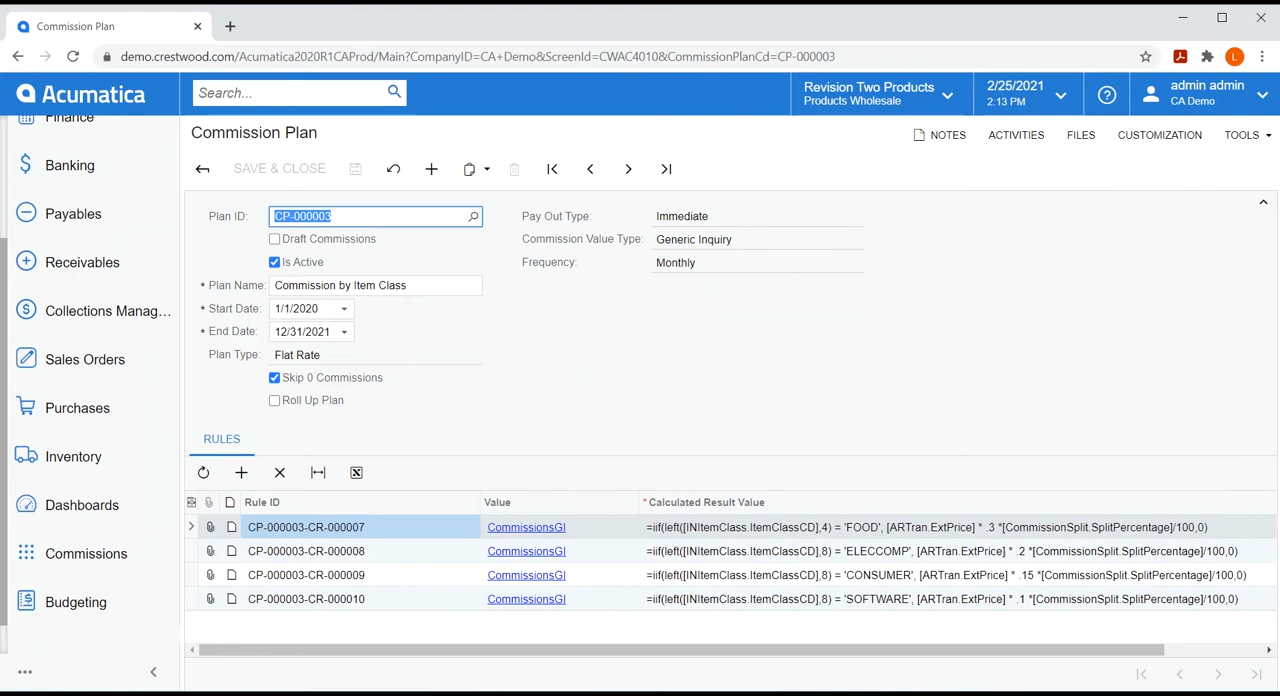 Commission Plan
demo.crestwood.com/Acumatica2020R1CAProd/Main?CompanyID=CA+Demo&ScreenId=CWAC4010&CommissionPlanCd=CP-000003
L
Acumatica
Search...
Revision Two Products
Products Wholesale
2/25/2021
2:13 PM
admin admin
CA Demo
Finance
Banking
Payables
Receivables
Collections Manag...
Sales Orders
Purchases
Inventory
Dashboards
Commissions
Budgeting
Commission Plan
NOTES ACTIVITIES FILES CUSTOMIZATION TOOLS
SAVE & CLOSE
Plan ID: CP-000003
Draft Commissions
Is Active
* Plan Name: Commission by Item Class
* Start Date: 1/1/2020
* End Date: 12/31/2021
Plan Type: Flat Rate
Skip 0 Commissions
Roll Up Plan
Pay Out Type: Immediate
Commission Value Type: Generic Inquiry
Frequency: Monthly
RULES
Rule ID Value * Calculated Result Value
CP-000003-CR-000007 CommissionsGI =iif(left([INItemClass.ItemClassCD],4) = 'FOOD', [ARTran.ExtPrice] * .3 *[CommissionSplit.SplitPercentage]/100,0)
CP-000003-CR-000008 CommissionsGI =iif(left([INItemClass.ItemClassCD],8) = 'ELECCOMP', [ARTran.ExtPrice] * .2 *[CommissionSplit.SplitPercentage]/100,0)
CP-000003-CR-000009 CommissionsGI =iif(left([INItemClass.ItemClassCD],8) = 'CONSUMER', [ARTran.ExtPrice] * .15 *[CommissionSplit.SplitPercentage]/100,0)
CP-000003-CR-000010 CommissionsGI =iif(left([INItemClass.ItemClassCD],8) = 'SOFTWARE', [ARTran.ExtPrice] * .1 *[CommissionSplit.SplitPercentage]/100,0)